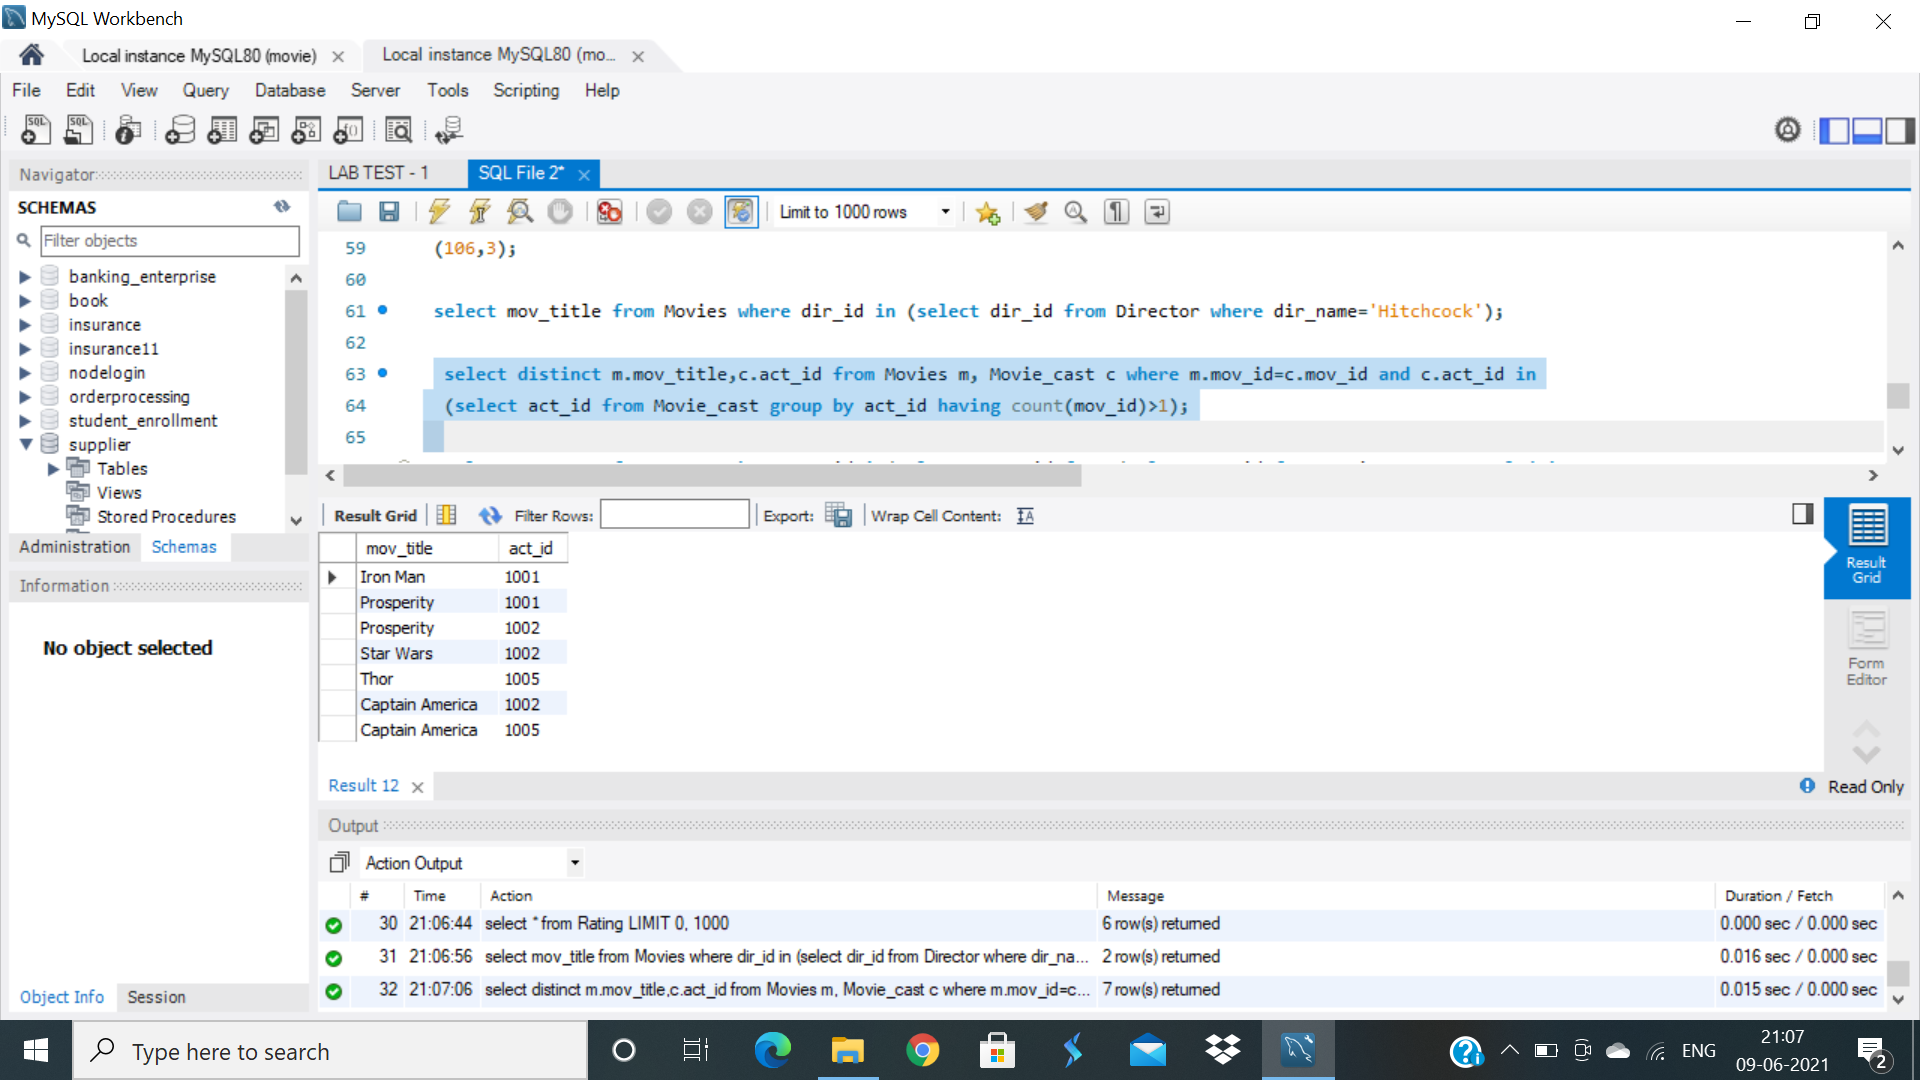 MySQL Workbench
Local instance MySQL80 (movie)
Local instance MySQL80 (mo...
File Edit View Query Database Server Tools Scripting Help
Navigator
SCHEMAS
Filter objects
banking_enterprise
book
insurance
insurance11
nodelogin
orderprocessing
student_enrollment
supplier
Tables
Views
Stored Procedures
Administration Schemas
Information
No object selected
Object Info Session
LAB TEST - 1 SQL File 2*
Limit to 1000 rows
59 (106,3);
60
61 select mov_title from Movies where dir_id in (select dir_id from Director where dir_name='Hitchcock');
62
63 select distinct m.mov_title,c.act_id from Movies m, Movie_cast c where m.mov_id=c.mov_id and c.act_id in
64 (select act_id from Movie_cast group by act_id having count(mov_id)>1);
65
Result Grid Filter Rows: Export: Wrap Cell Content:
mov_title act_id
Iron Man 1001
Prosperity 1001
Prosperity 1002
Star Wars 1002
Thor 1005
Captain America 1002
Captain America 1005
Result Grid
Form Editor
Result 12
Read Only
Output
Action Output
# Time Action Message Duration / Fetch
30 21:06:44 select * from Rating LIMIT 0, 1000 6 row(s) returned 0.000 sec / 0.000 sec
31 21:06:56 select mov_title from Movies where dir_id in (select dir_id from Director where dir_na... 2 row(s) returned 0.016 sec / 0.000 sec
32 21:07:06 select distinct m.mov_title,c.act_id from Movies m, Movie_cast c where m.mov_id=c... 7 row(s) returned 0.015 sec / 0.000 sec
Type here to search
ENG
21:07
09-06-2021
2